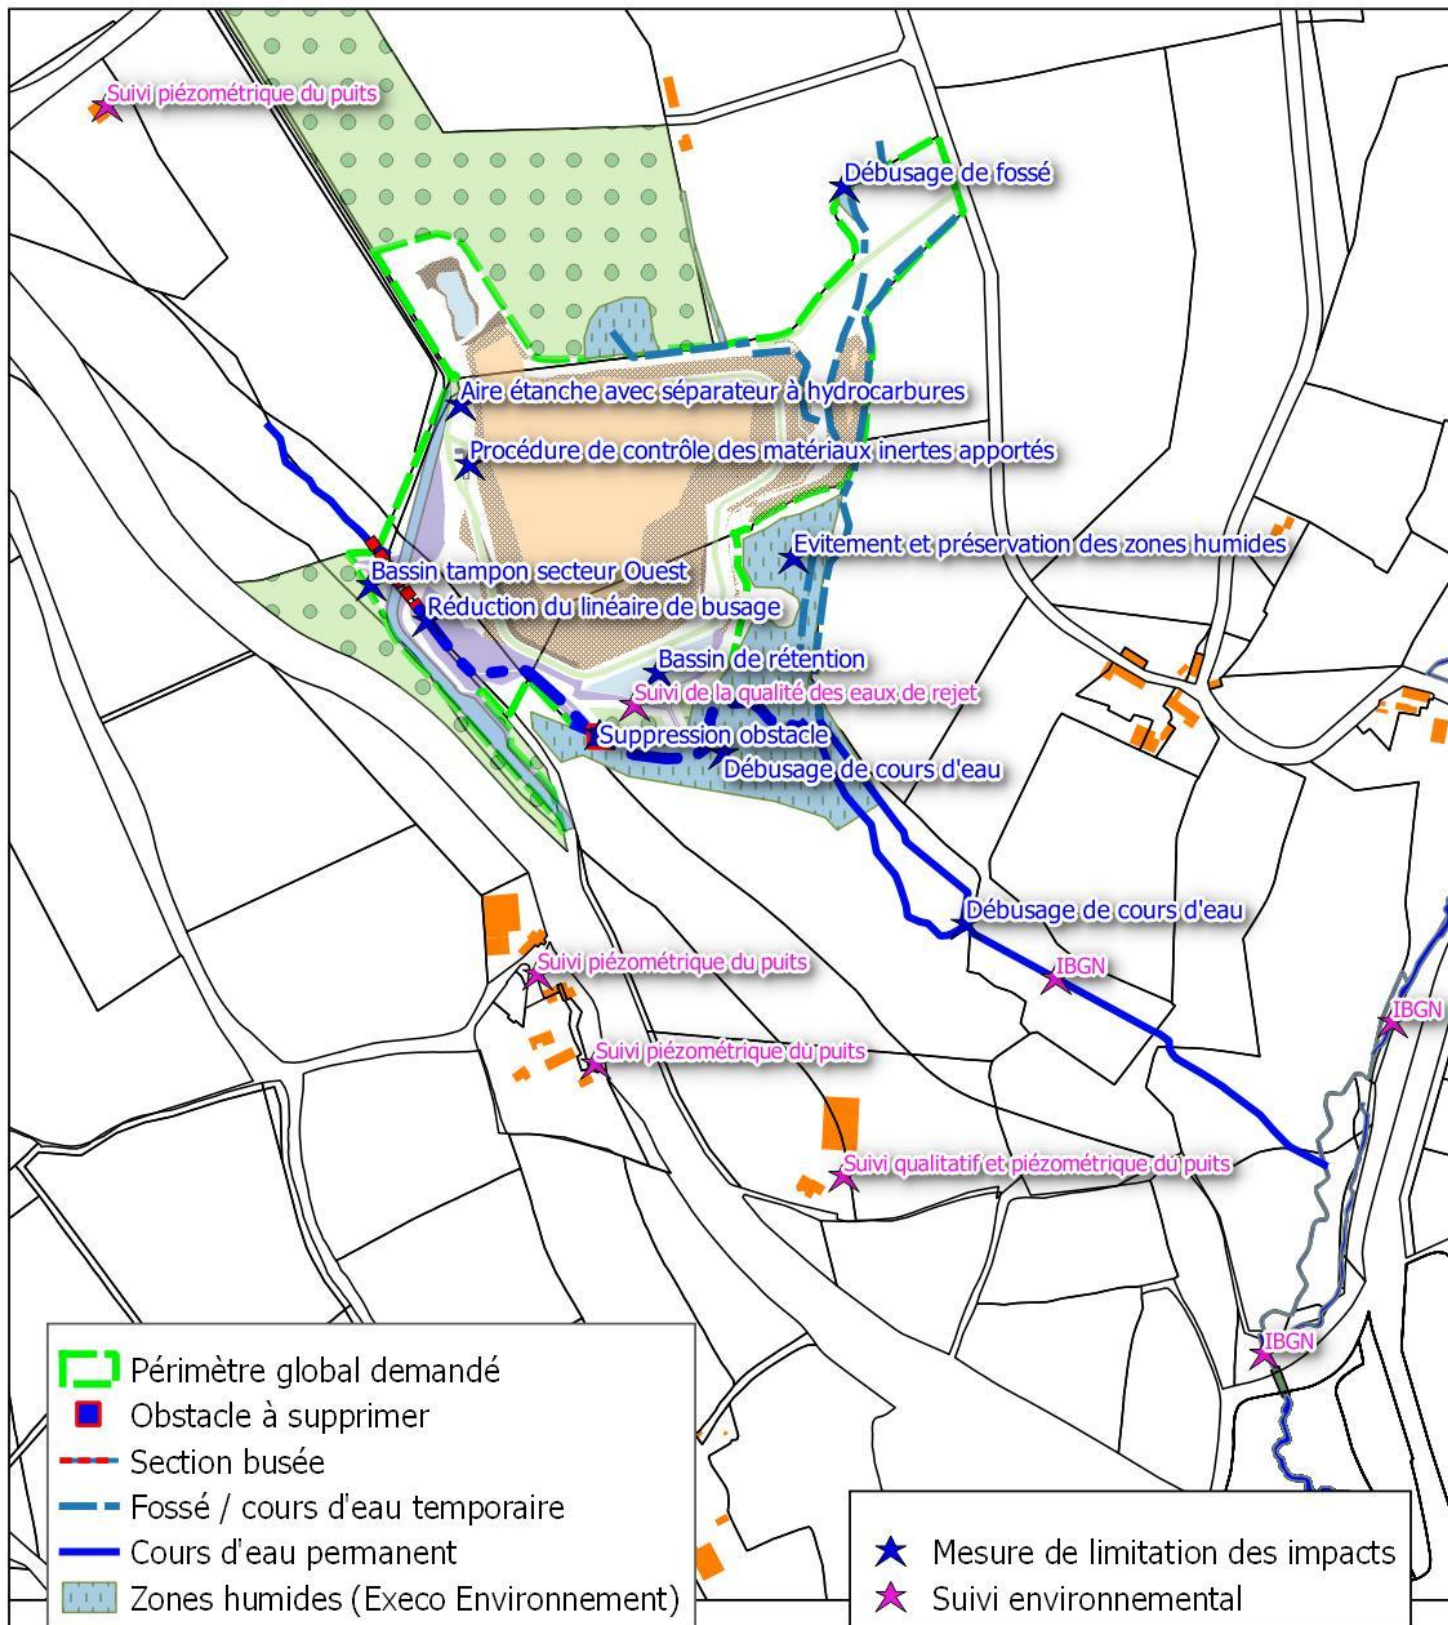 Suivi piézométrique du puits
Débusage de fossé
Aire étanche avec séparateur à hydrocarbures
Procédure de contrôle des matériaux inertes apportés
Evitement et préservation des zones humides
Bassin tampon secteur Ouest
Réduction du linéaire de busage
Bassin de rétention
Suivi de la qualité des eaux de rejet
Suppression obstacle
Débusage de cours d'eau
Débusage de cours d'eau
Suivi piézométrique du puits
IBGN
IBGN
Suivi piézométrique du puits
Suivi qualitatif et piézométrique du puits
IBGN
Périmètre global demandé
Obstacle à supprimer
Section busée
Fossé / cours d'eau temporaire
Cours d'eau permanent
Zones humides (Execo Environnement)
Mesure de limitation des impacts
Suivi environnemental